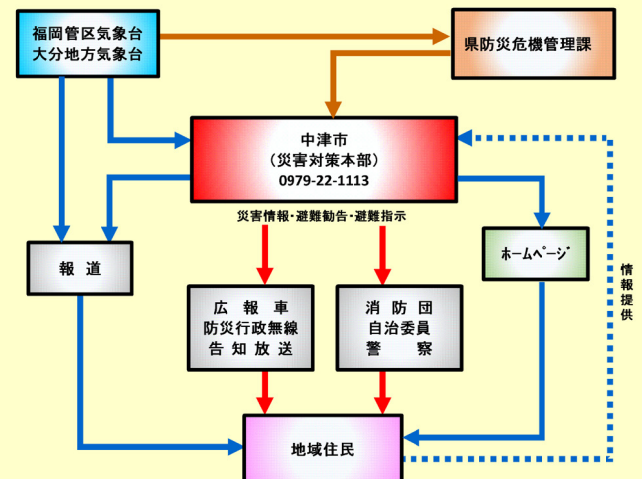 福岡管区気象台
大分地方気象台
県防災危機管理課
中津市
（災害対策本部）
0979-22-1113
災害情報・避難勧告・避難指示
報 道
ホームページ
情報提供
広 報 車
防災行政無線
告 知 放 送
消 防 団
自治委員
警 察
地域住民